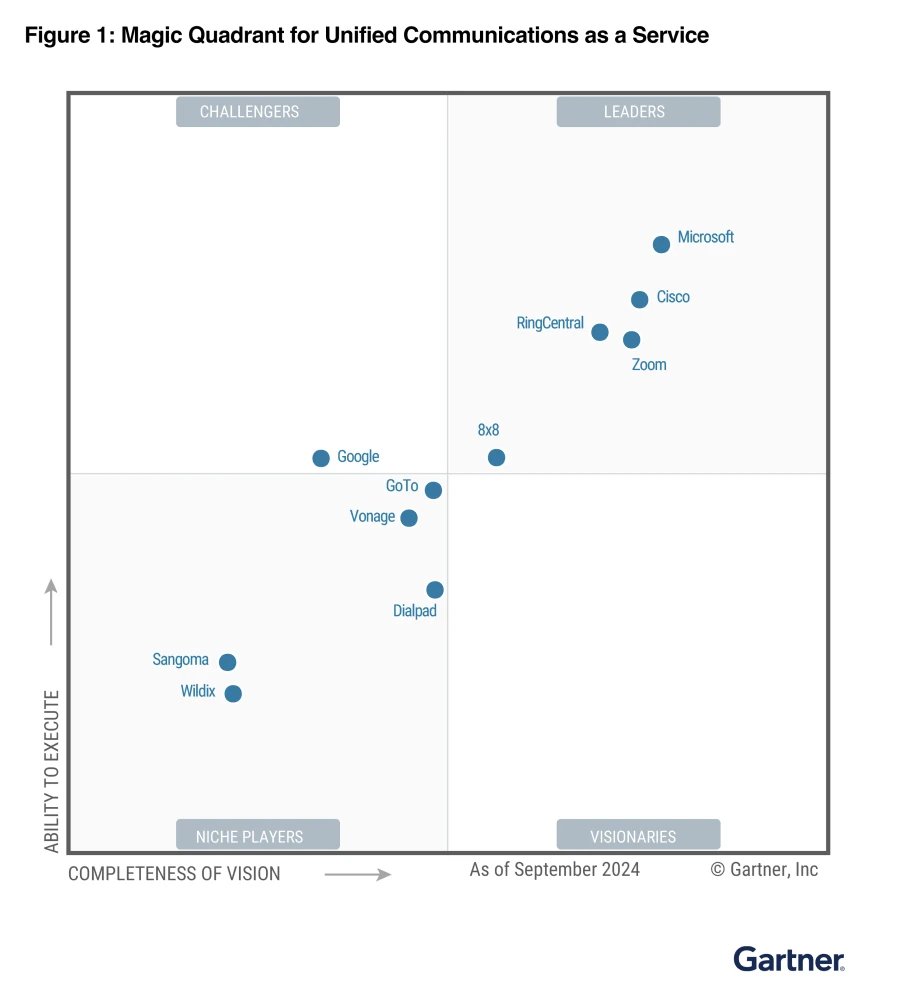 Figure 1: Magic Quadrant for Unified Communications as a Service
CHALLENGERS
LEADERS
Microsoft
Cisco
RingCentral
Zoom
8x8
Google
GoTo
Vonage
Dialpad
Sangoma
Wildix
ABILITY TO EXECUTE
NICHE PLAYERS
VISIONARIES
COMPLETENESS OF VISION
As of September 2024
© Gartner, Inc
Gartner®